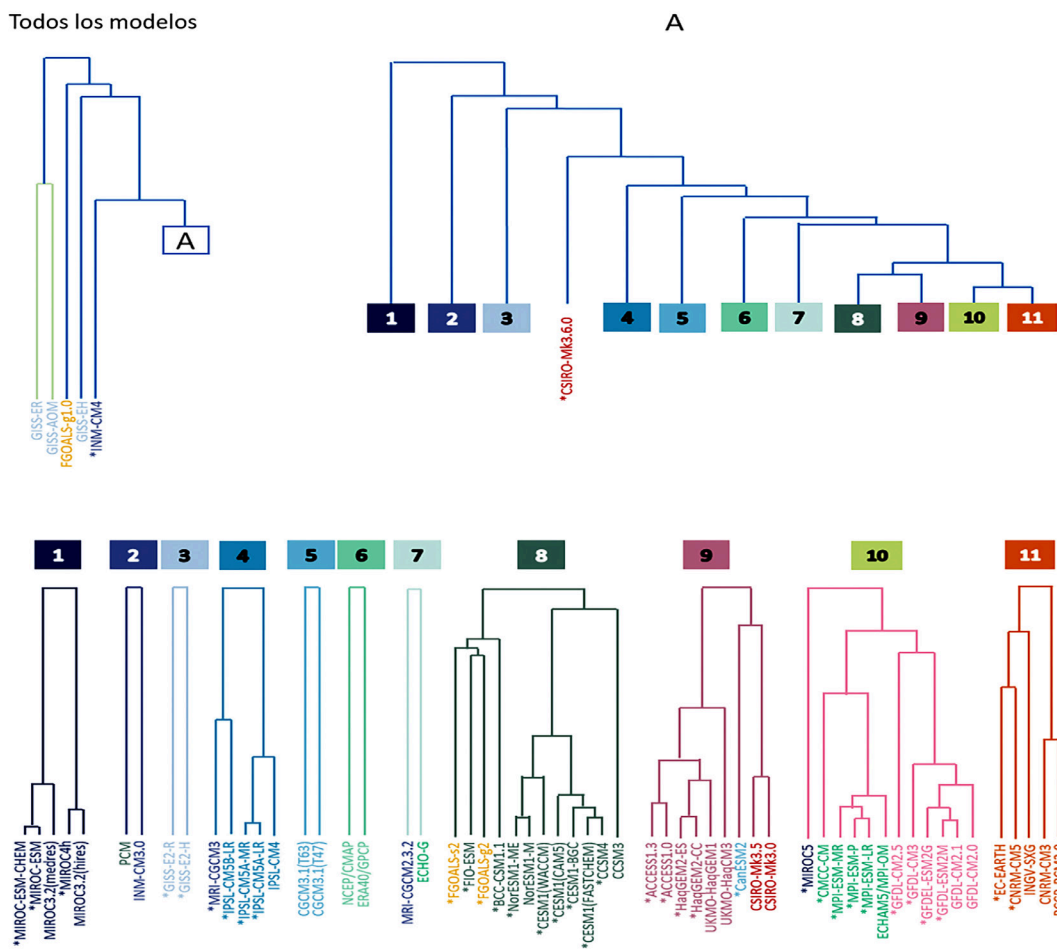 Todos los modelos
A
A
1
2
3
4
5
6
7
8
9
10
11
*CSIRO-Mk3.6.0
GISS-ER
GISS-AOM
FGOALS-g1.0
GISS-EH
*INM-CM4
1
2
3
4
5
6
7
8
9
10
11
*MIROC-ESM-CHEM
*MIROC-ESM
MIROC3.2(medres)
*MIROC4h
MIROC3.2(hires)
PCM
INM-CM3.0
*GISS-E2-R
*GISS-E2-H
*MRI-CGCM3
*IPSL-CM5B-LR
*IPSL-CM5A-MR
*IPSL-CM5A-LR
IPSL-CM4
CGCM3.1(T63)
CGCM3.1(T47)
NCEP/CMAP
ERA40/GPCP
MRI-CGCM2.3.2
ECHO-G
*FGOALS-s2
*FIO-ESM
*FGOALS-g2
*BCC-CSM1.1
*NorESM1-ME
NorESM1-M
*CESM1(WACCM)
*CESM1(CAM5)
*CESM1-BGC
*CESM1(FASTCHEM)
*CCSM4
CCSM3
*ACCESS1.3
*ACCESS1.0
*HaqGEM2-ES
*HaqGEM2-CC
UKMO-HaqGEM1
UKMO-HaqCM3
*CanESM2
CSIRO-Mk3.5
CSIRO-Mk3.0
*MIROC5
*CMCC-CM
*MPI-ESM-MR
*MPI-ESM-P
*MPI-ESM-LR
ECHAM5/MPI-OM
*GFDL-CM2.5
*GFDL-CM3
*GFDEL-ESM2G
*GFDL-ESM2M
GFDL-CM2.1
GFDL-CM2.0
*EC-EARTH
*CNRM-CM5
INGV-SXG
CNRM-CM3